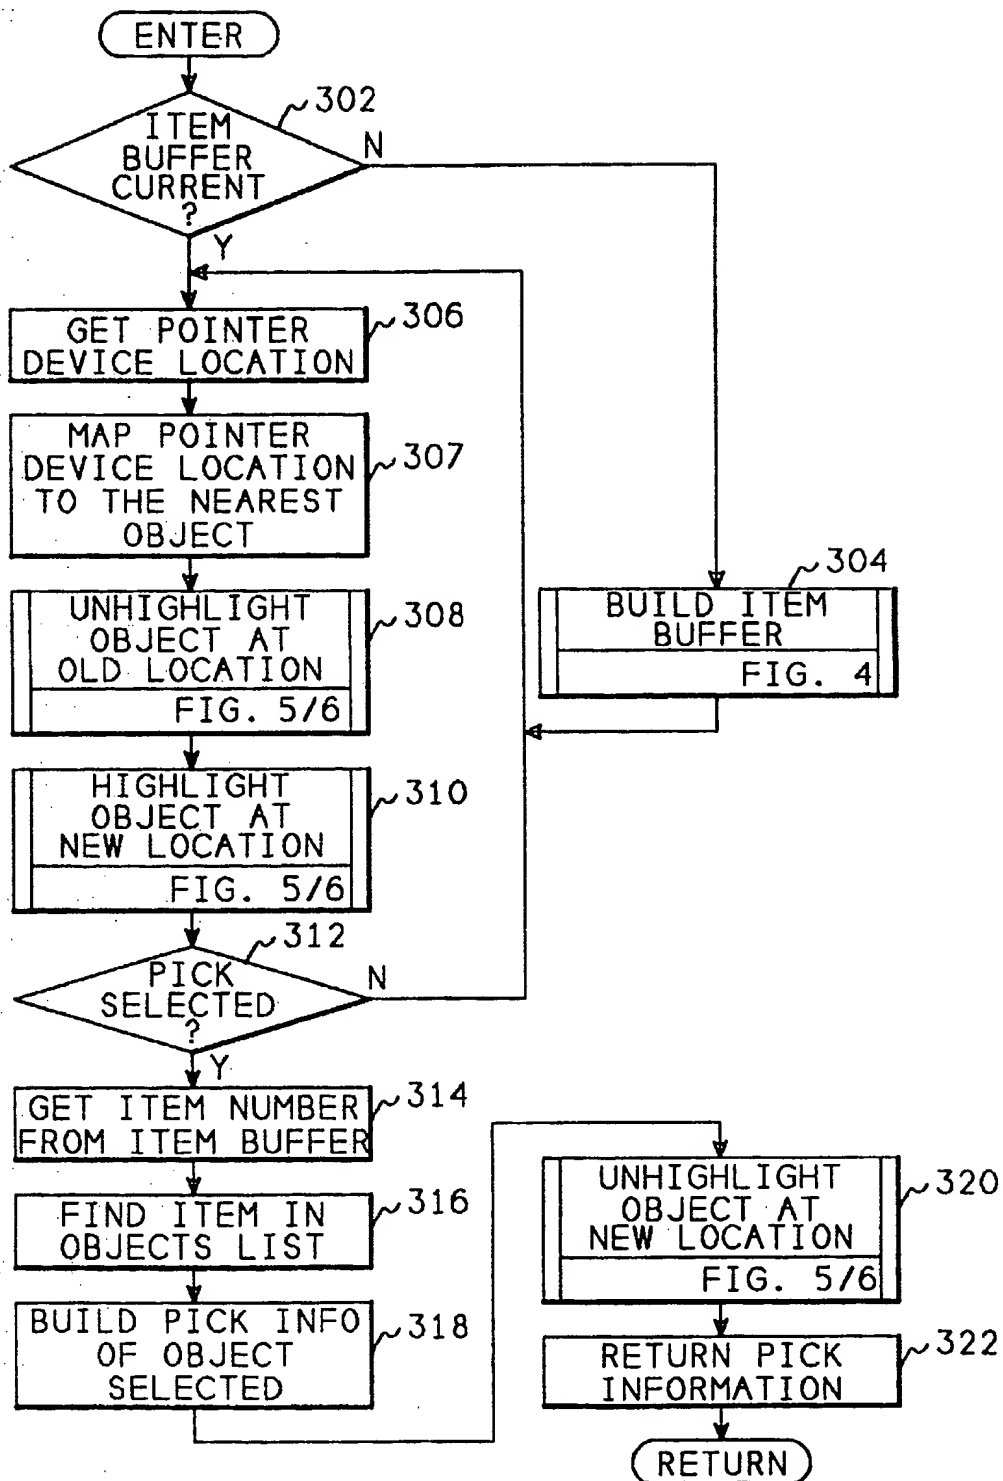 ENTER
302
ITEM
BUFFER
CURRENT
?
N
Y
306
GET POINTER
DEVICE LOCATION
307
MAP POINTER
DEVICE LOCATION
TO THE NEAREST
OBJECT
304
BUILD ITEM
BUFFER
FIG. 4
308
UNHIGHLIGHT
OBJECT AT
OLD LOCATION
FIG. 5/6
310
HIGHLIGHT
OBJECT AT
NEW LOCATION
FIG. 5/6
312
PICK
SELECTED
?
N
Y
314
GET ITEM NUMBER
FROM ITEM BUFFER
316
FIND ITEM IN
OBJECTS LIST
318
BUILD PICK INFO
OF OBJECT
SELECTED
320
UNHIGHLIGHT
OBJECT AT
NEW LOCATION
FIG. 5/6
322
RETURN PICK
INFORMATION
RETURN